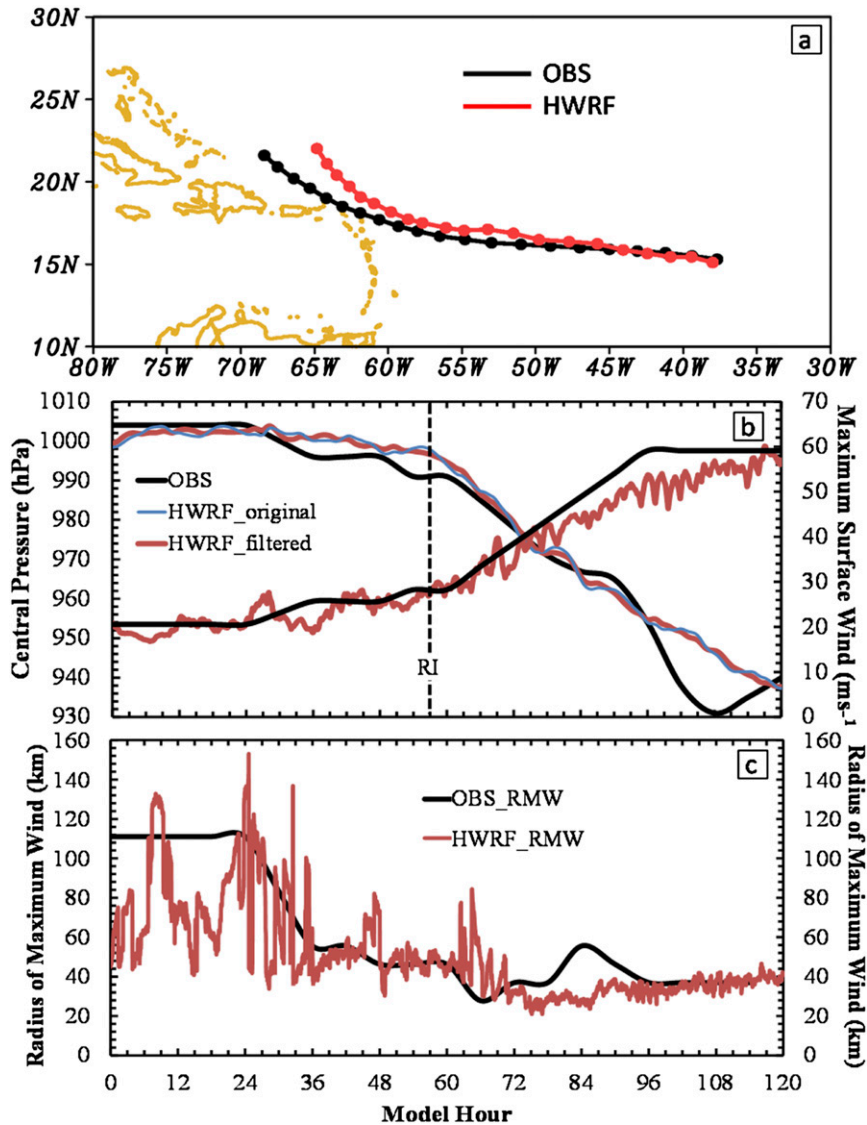 30N
a
OBS
HWRF
25N
20N
15N
10N
80W 75W 70W 65W 60W 55W 50W 45W 40W 35W 30W
1010
1000
990
980
970
960
950
940
930
Central Pressure (hPa)
b
OBS
HWRF_original
HWRF_filtered
RI
70
60
50
40
30
20
10
0
Maximum Surface Wind (ms-1
160
140
120
100
80
60
40
20
0
Radius of Maximum Wind (km)
c
OBS_RMW
HWRF_RMW
160
140
120
100
80
60
40
20
0
Radius of Maximum Wind (km)
0 12 24 36 48 60 72 84 96 108 120
Model Hour